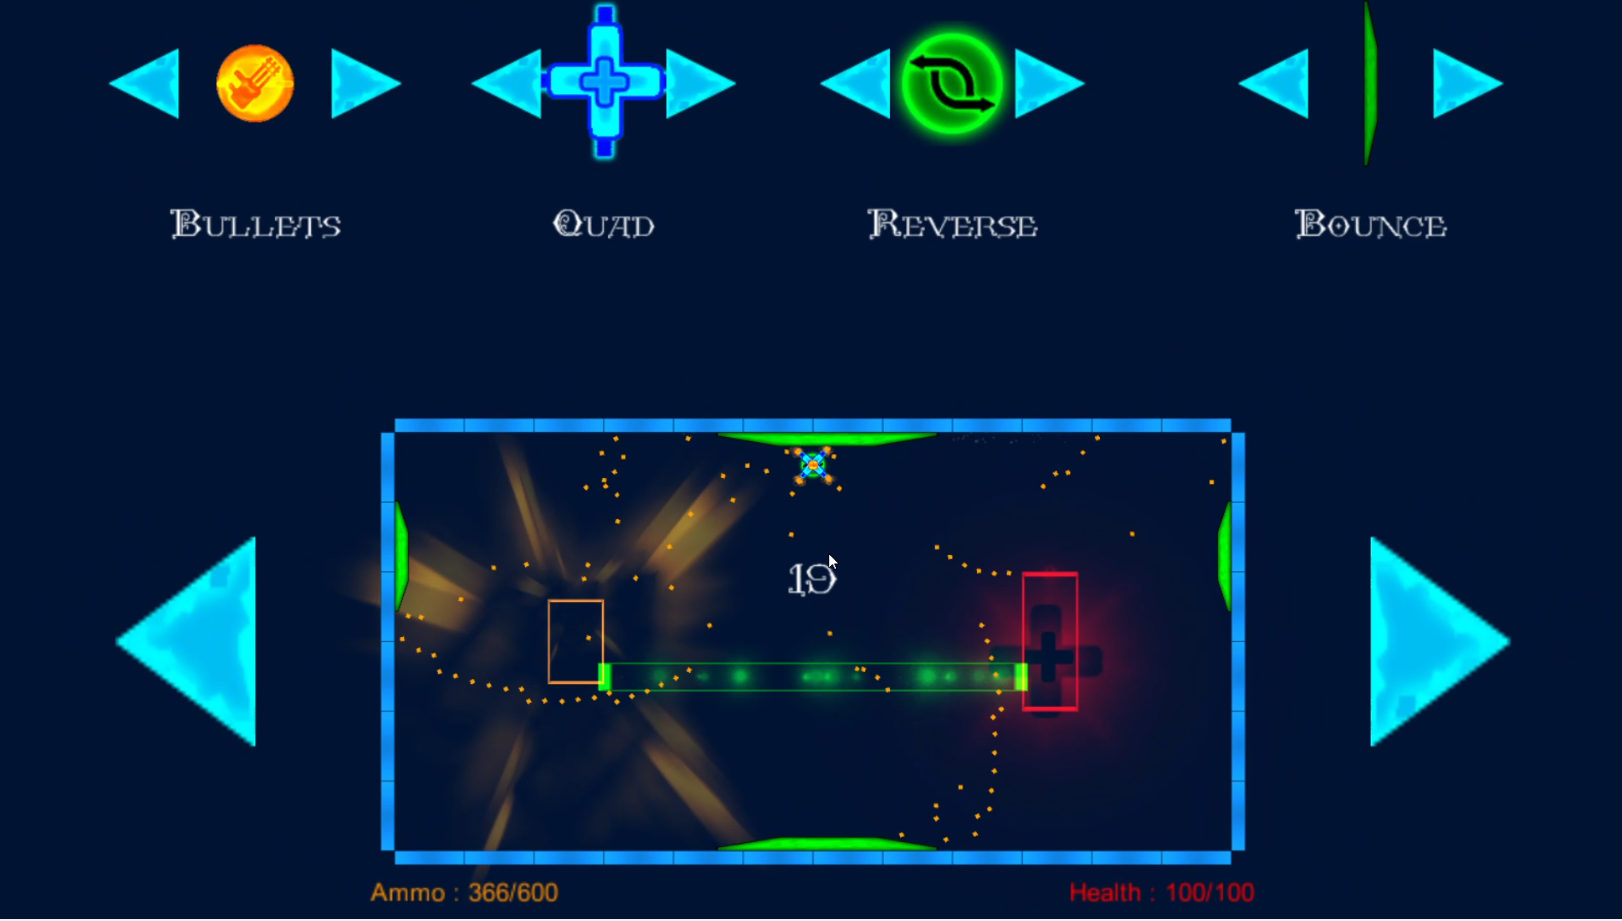 Bullets
Quad
Reverse
Bounce
19
Ammo : 366/600
Health : 100/100